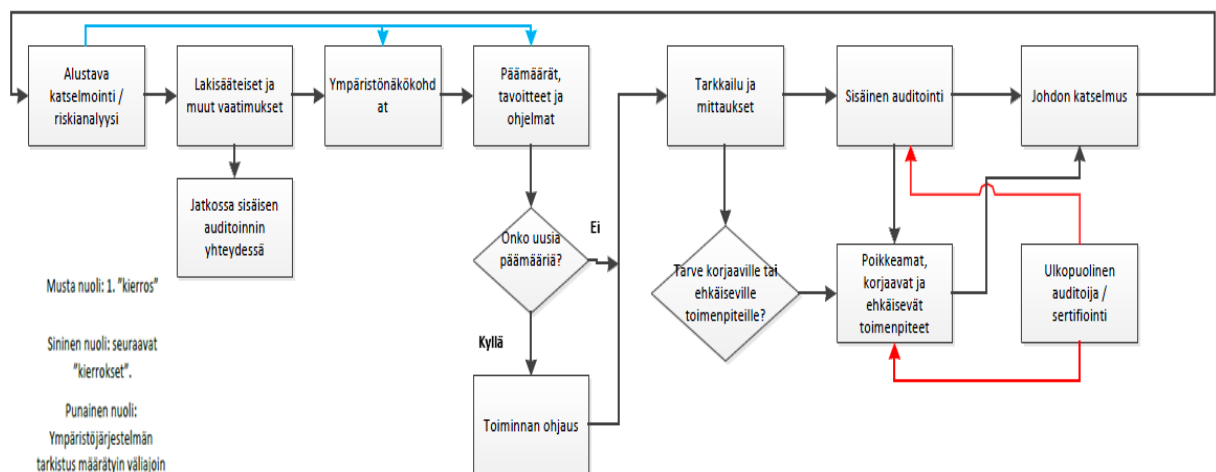 Alustava
katselmointi /
riskianalyysi
Lakisääteiset ja
muut vaatimukset
Ympäristönäkökohd
at
Päämäärät,
tavoitteet ja
ohjelmat
Tarkkailu ja
mittaukset
Sisäinen auditointi
Johdon katselmus
Jatkossa sisäisen
auditoinnin
yhteydessä
Onko uusia
päämääriä?
Ei
Kyllä
Toiminnan ohjaus
Tarve korjaaville tai
ehkäiseville
toimenpiteille?
Poikkeamat,
korjaavat ja
ehkäisevät
toimenpiteet
Ulkopuolinen
auditoija /
sertifiointi
Musta nuoli: 1. ”kierros”
Sininen nuoli: seuraavat
”kierrokset”.
Punainen nuoli:
Ympäristöjärjestelmän
tarkistus määrätyin väliajoin